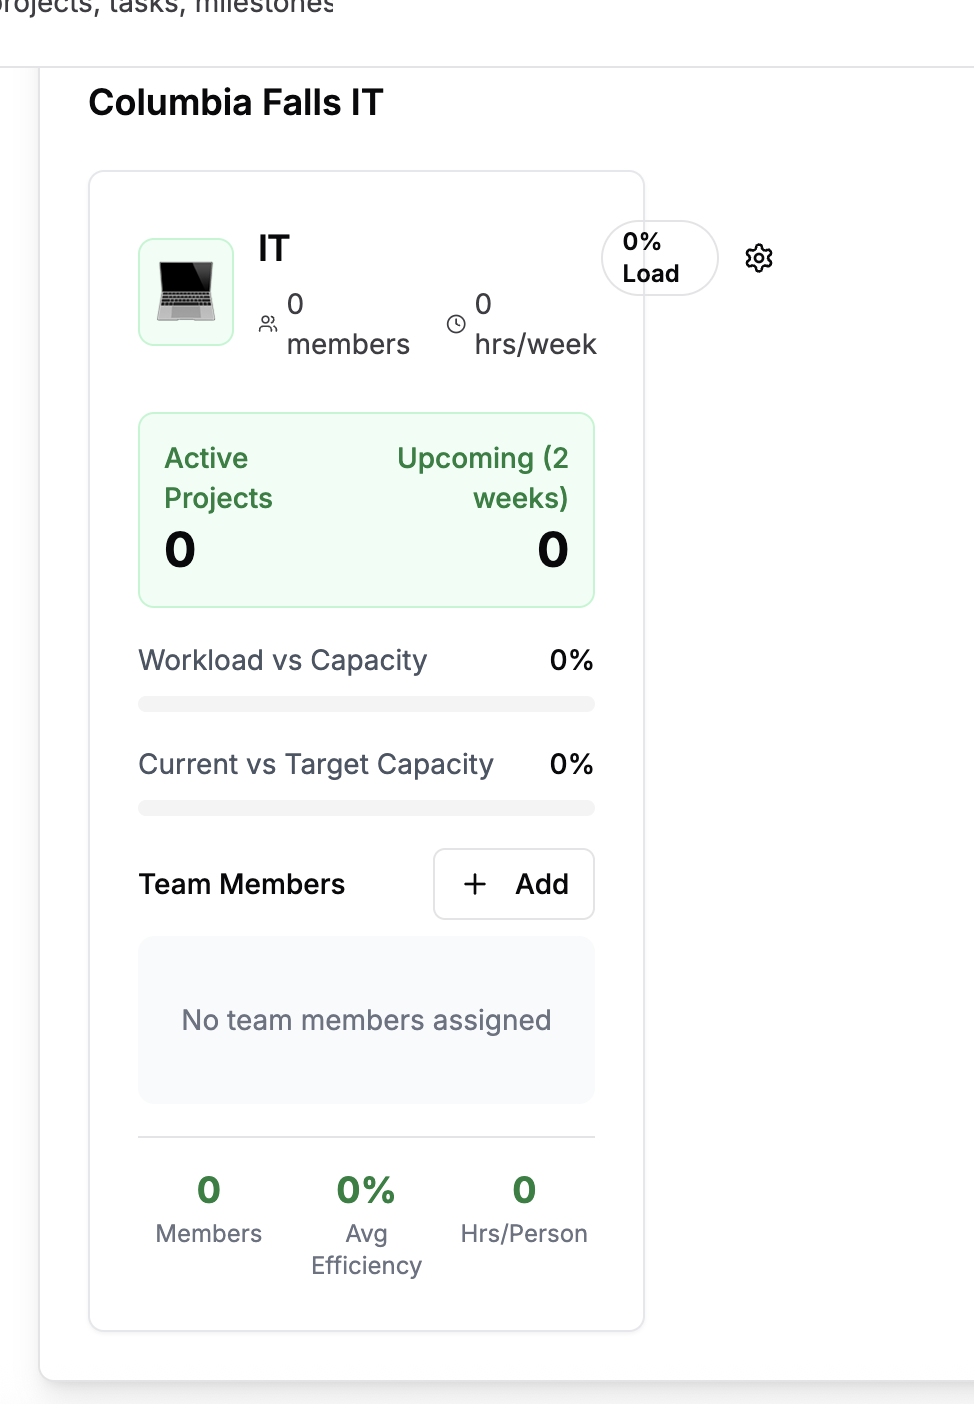 projects, tasks, milestones
Columbia Falls IT
IT
0
members
0
hrs/week
0%
Load
Active
Projects
0
Upcoming (2
weeks)
0
Workload vs Capacity 0%
Current vs Target Capacity 0%
Team Members
+ Add
No team members assigned
0
Members
0%
Avg
Efficiency
0
Hrs/Person